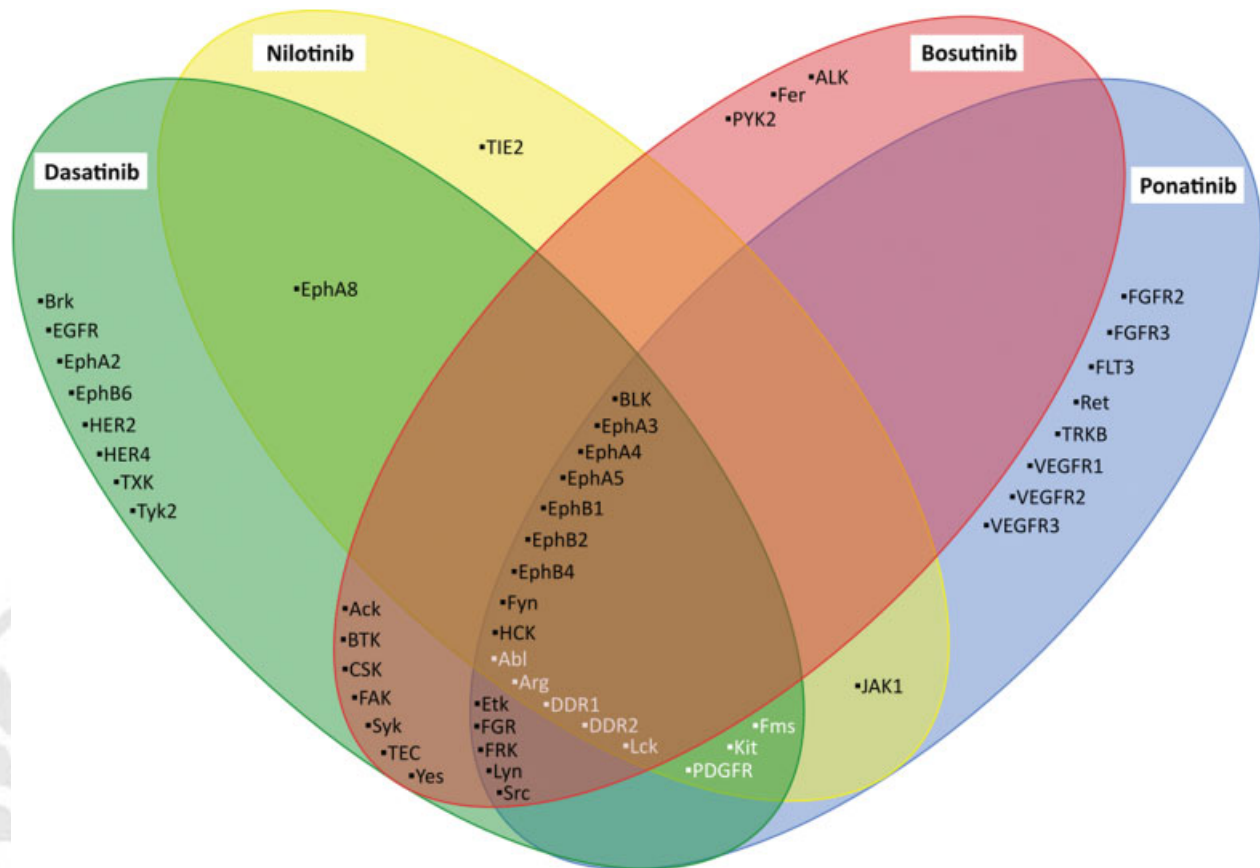 Nilotinib
Bosutinib
Dasatinib
Ponatinib
▪ALK
▪Fer
▪PYK2
▪TIE2
▪EphA8
▪Brk
▪EGFR
▪EphA2
▪EphB6
▪HER2
▪HER4
▪TXK
▪Tyk2
▪FGFR2
▪FGFR3
▪FLT3
▪Ret
▪TRKB
▪VEGFR1
▪VEGFR2
▪VEGFR3
▪BLK
▪EphA3
▪EphA4
▪EphA5
▪EphB1
▪EphB2
▪EphB4
▪Fyn
▪HCK
▪Abl
▪Arg
▪DDR1
▪DDR2
▪Lck
▪Ack
▪BTK
▪CSK
▪FAK
▪Syk
▪TEC
▪Yes
▪Etk
▪FGR
▪FRK
▪Lyn
▪Src
▪Fms
▪Kit
▪PDGFR
▪JAK1